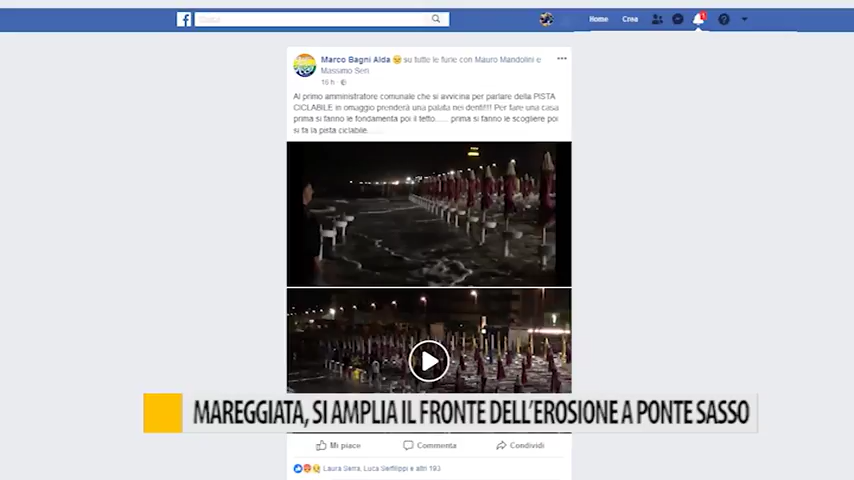 Home
Crea
1
Marco Bagni Alda su tutte le furie con Mauro Mandolini e
Massimo Seri
16 h
Al primo amministratore comunale che si avvicina per parlare della PISTA
CICLABILE in omaggio prenderà una palata nei denti!!!! Per fare una casa
prima si fanno le fondamenta poi il tetto...... prima si fanno le scogliere poi
si fa la pista ciclabile......
MAREGGIATA, SI AMPLIA IL FRONTE DELL'EROSIONE A PONTE SASSO
Mi piace
Commenta
Condividi
Laura Serra, Luca Serfilippi e altri 193